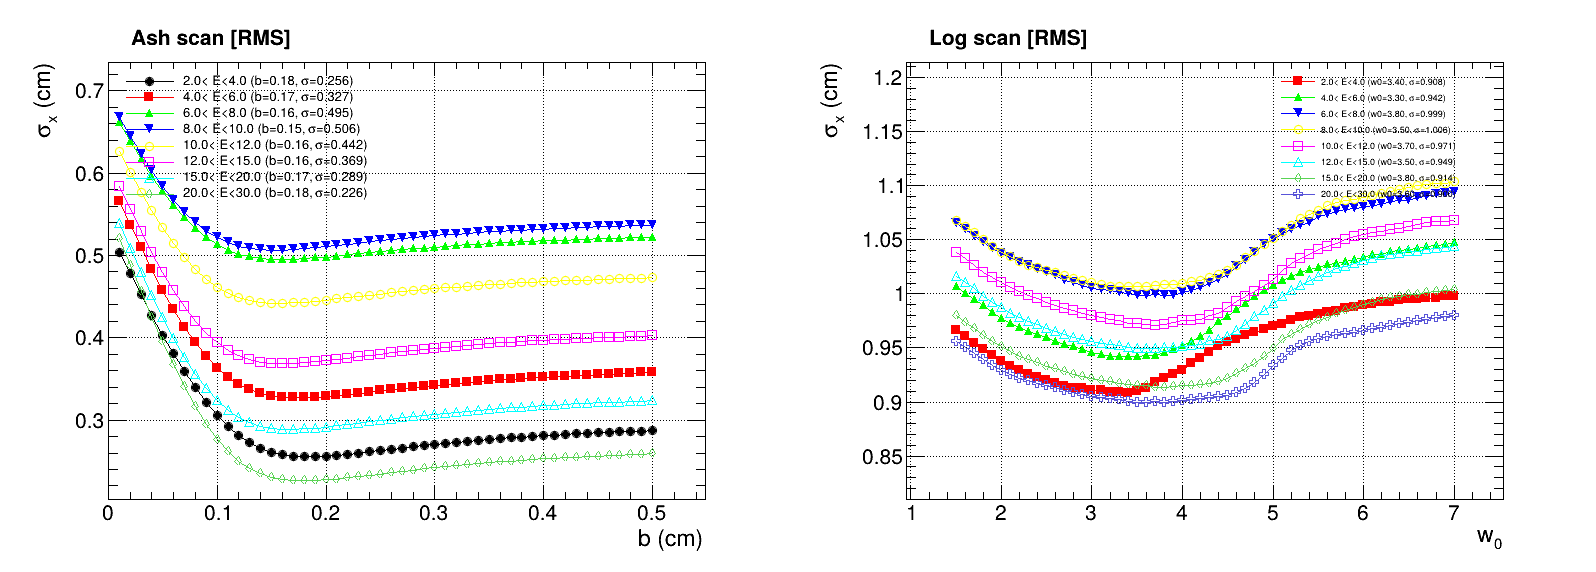 Ash scan [RMS]
σx (cm)
0.7
0.6
0.5
0.4
0.3
2.0< E<4.0 (b=0.18, σ=0.256)
4.0< E<6.0 (b=0.17, σ=0.327)
6.0< E<8.0 (b=0.16, σ=0.495)
8.0< E<10.0 (b=0.15, σ=0.506)
10.0< E<12.0 (b=0.16, σ=0.442)
12.0< E<15.0 (b=0.16, σ=0.369)
15.0< E<20.0 (b=0.17, σ=0.289)
20.0< E<30.0 (b=0.18, σ=0.226)
0 0.1 0.2 0.3 0.4 0.5
b (cm)
Log scan [RMS]
σx (cm)
1.2
1.15
1.1
1.05
1
0.95
0.9
0.85
2.0< E<4.0 (w0=3.40, σ=0.908)
4.0< E<6.0 (w0=3.30, σ=0.942)
6.0< E<8.0 (w0=3.80, σ=0.999)
8.0< E<10.0 (w0=3.50, σ=1.006)
10.0< E<12.0 (w0=3.70, σ=0.971)
12.0< E<15.0 (w0=3.50, σ=0.949)
15.0< E<20.0 (w0=3.80, σ=0.914)
20.0< E<30.0
1 2 3 4 5 6 7
w0